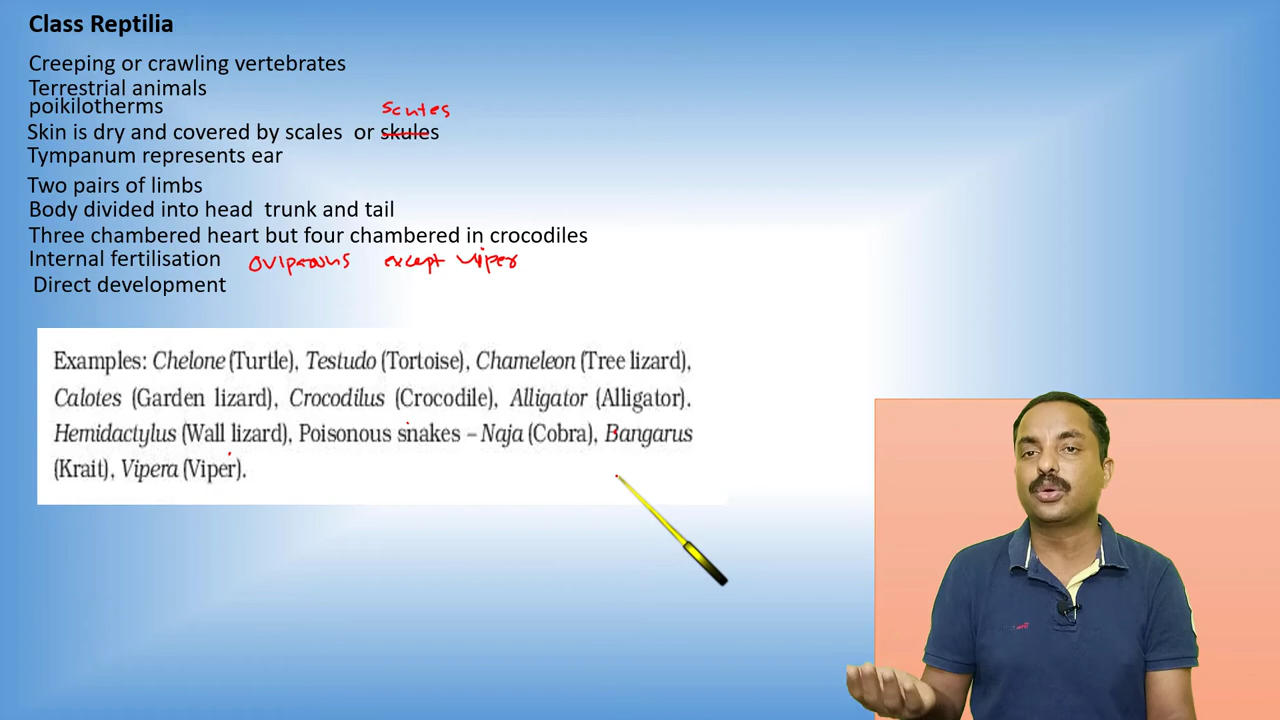 Class Reptilia
Creeping or crawling vertebrates
Terrestrial animals
poikilotherms
scutes
Skin is dry and covered by scales or skules
Tympanum represents ear
Two pairs of limbs
Body divided into head trunk and tail
Three chambered heart but four chambered in crocodiles
Internal fertilisation oviparous except viper
Direct development
Examples: Chelone (Turtle), Testudo (Tortoise), Chameleon (Tree lizard),
Calotes (Garden lizard), Crocodilus (Crocodile), Alligator (Alligator).
Hemidactylus (Wall lizard), Poisonous snakes – Naja (Cobra), Bangarus
(Krait), Vipera (Viper).